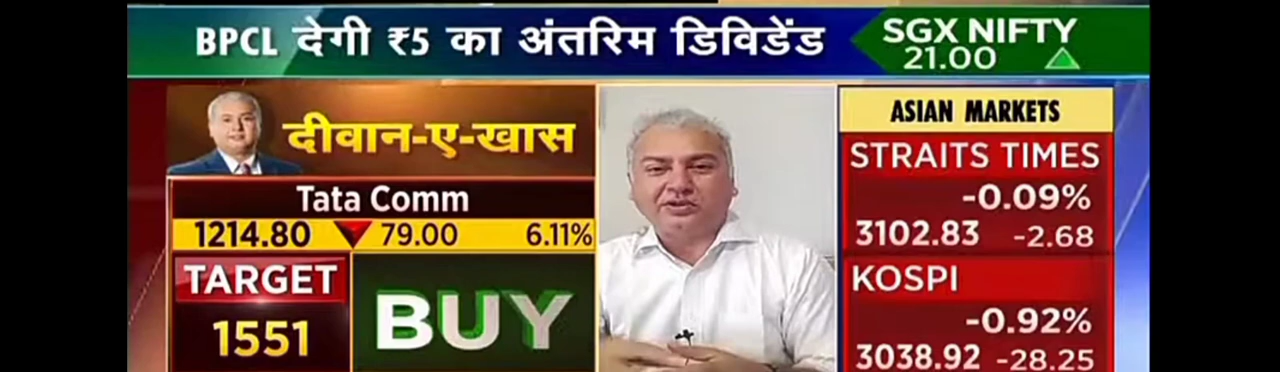 BPCL देगी ₹5 का अंतरिम डिविडेंड
SGX NIFTY
21.00
दीवान-ए-खास
Tata Comm
1214.80 79.00 6.11%
TARGET
1551
BUY
ASIAN MARKETS
STRAITS TIMES
-0.09%
3102.83 -2.68
KOSPI
-0.92%
3038.92 -28.25